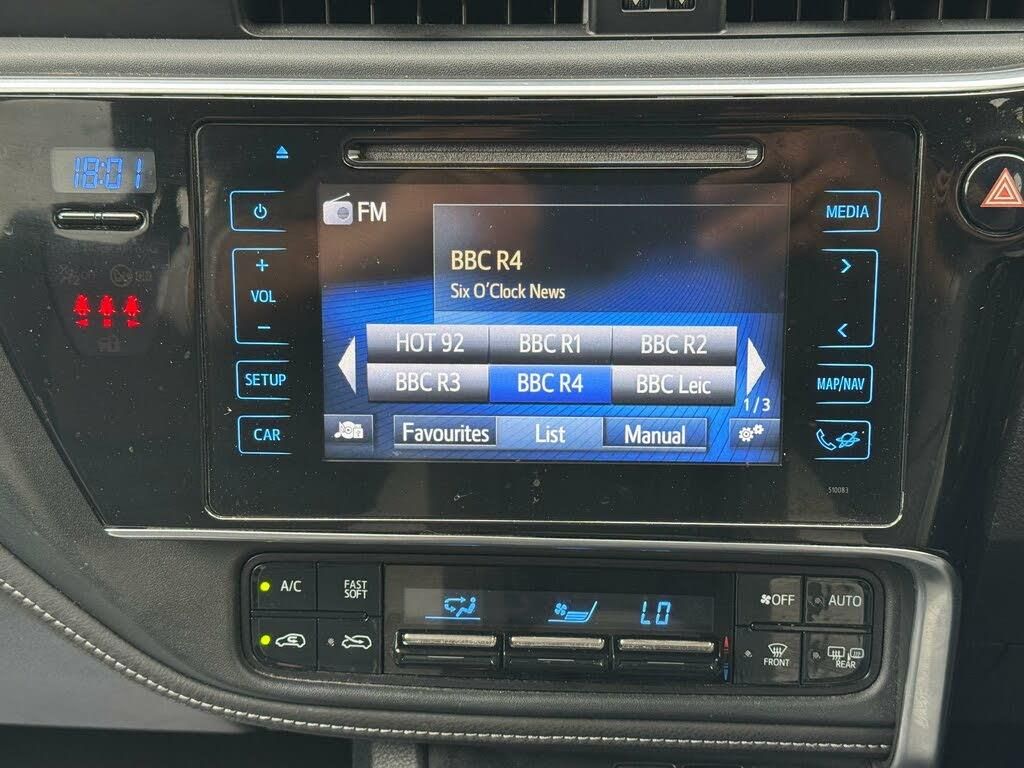 18:01
FM
MEDIA
BBC R4
VOL
Six O'Clock News
HOT 92 BBC R1 BBC R2
SETUP BBC R3 BBC R4 BBC Leic MAP/NAV
1/3
CAR Favourites List Manual
510083
A/C FAST SOFT LO OFF AUTO
FRONT REAR